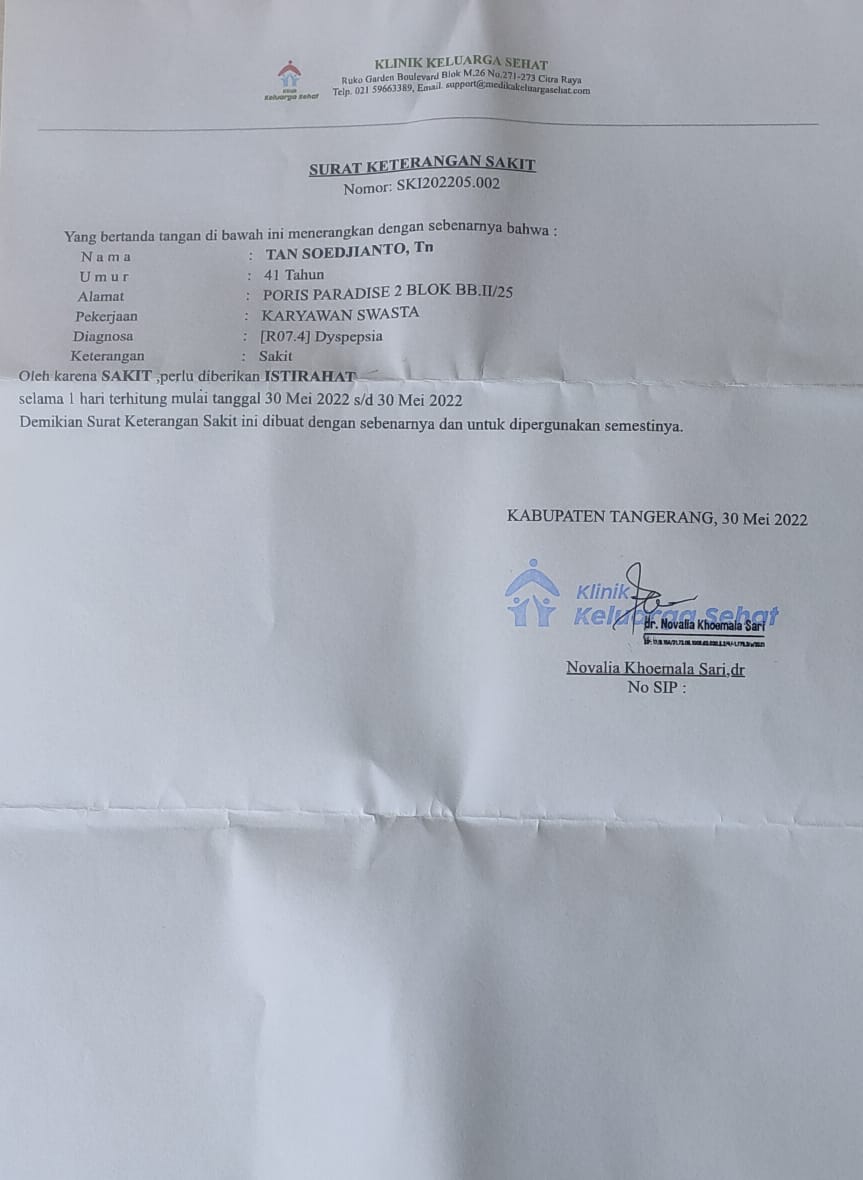 KLINIK KELUARGA SEHAT
Ruko Garden Boulevard Blok M.26 No.271-273 Citra Raya
Telp. 021 59663389, Email. support@medikakeluargasehat.com
Klinik
Keluarga Sehat
SURAT KETERANGAN SAKIT
Nomor: SKI202205.002
Yang bertanda tangan di bawah ini menerangkan dengan sebenarnya bahwa :
N a m a : TAN SOEDJIANTO, Tn
U m u r : 41 Tahun
Alamat : PORIS PARADISE 2 BLOK BB.II/25
Pekerjaan : KARYAWAN SWASTA
Diagnosa : [R07.4] Dyspepsia
Keterangan : Sakit
Oleh karena SAKIT ,perlu diberikan ISTIRAHAT
selama 1 hari terhitung mulai tanggal 30 Mei 2022 s/d 30 Mei 2022
Demikian Surat Keterangan Sakit ini dibuat dengan sebenarnya dan untuk dipergunakan semestinya.
KABUPATEN TANGERANG, 30 Mei 2022
Klinik
Keluarga Sehat
dr. Novalia Khoemala Sari
Novalia Khoemala Sari,dr
No SIP :